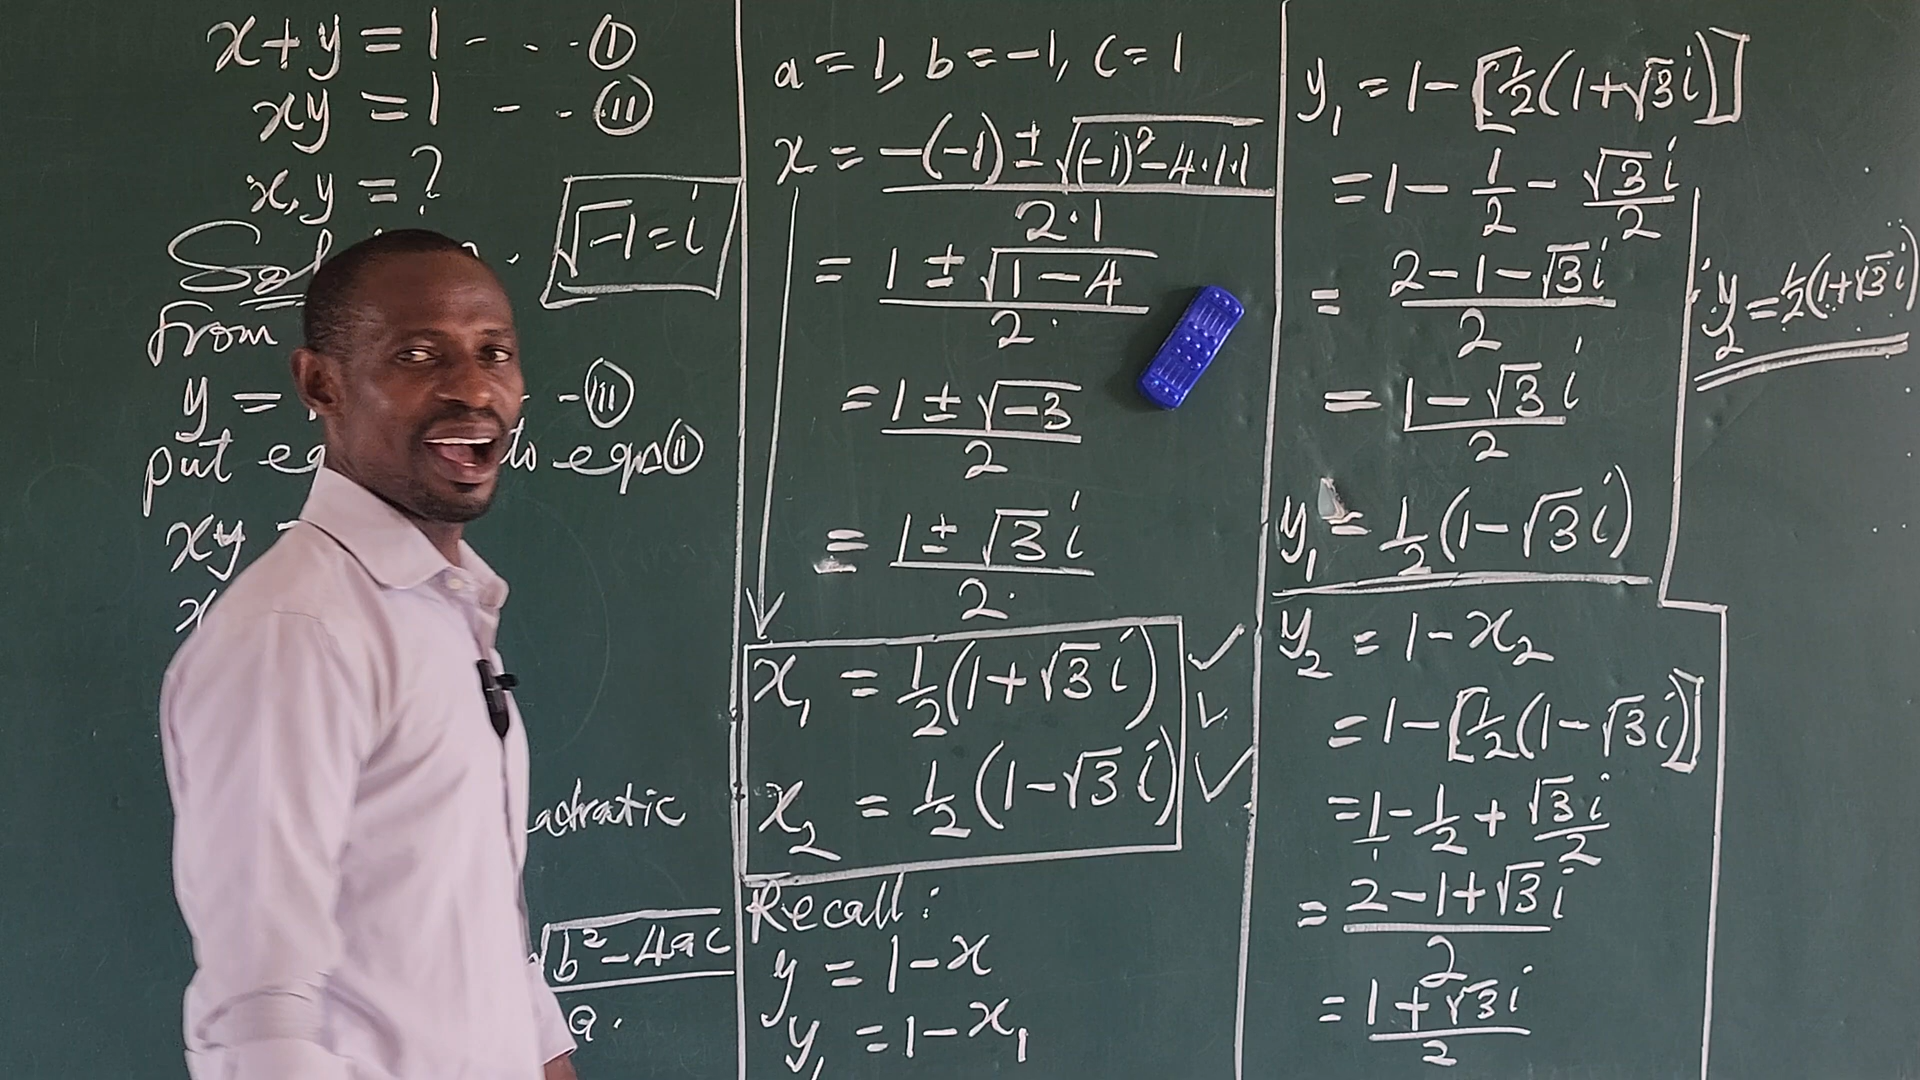 x+y = 1 - - - (I)
xy = 1 - - (II)
x, y = ?
√-1 = i
from
y = - - (III)
put to eqn (II)
xy
x
adratic
√b²-4ac
a.
a = 1, b = -1, c = 1
x = (-(-1) ± √((-1)²-4·1·1))/(2·1)
= (1 ± √(1-4))/2
= (1 ± √-3)/2
= (1 ± √3 i)/2
x₁ = 1/2(1+√3 i) ✓
x₂ = 1/2(1-√3 i) ✓
Recall:
y = 1-x
y₁ = 1-x₁
y₁ = 1-[1/2(1+√3 i)]
= 1 - 1/2 - √3 i/2
= (2-1-√3 i)/2
= (1-√3 i)/2
y₁ = 1/2(1-√3 i)
y₂ = 1-x₂
= 1-[1/2(1-√3 i)]
= 1/1 - 1/2 + √3 i/2
= (2-1+√3 i)/2
= (1+√3 i)/2
y₂ = 1/2(1+√3 i)